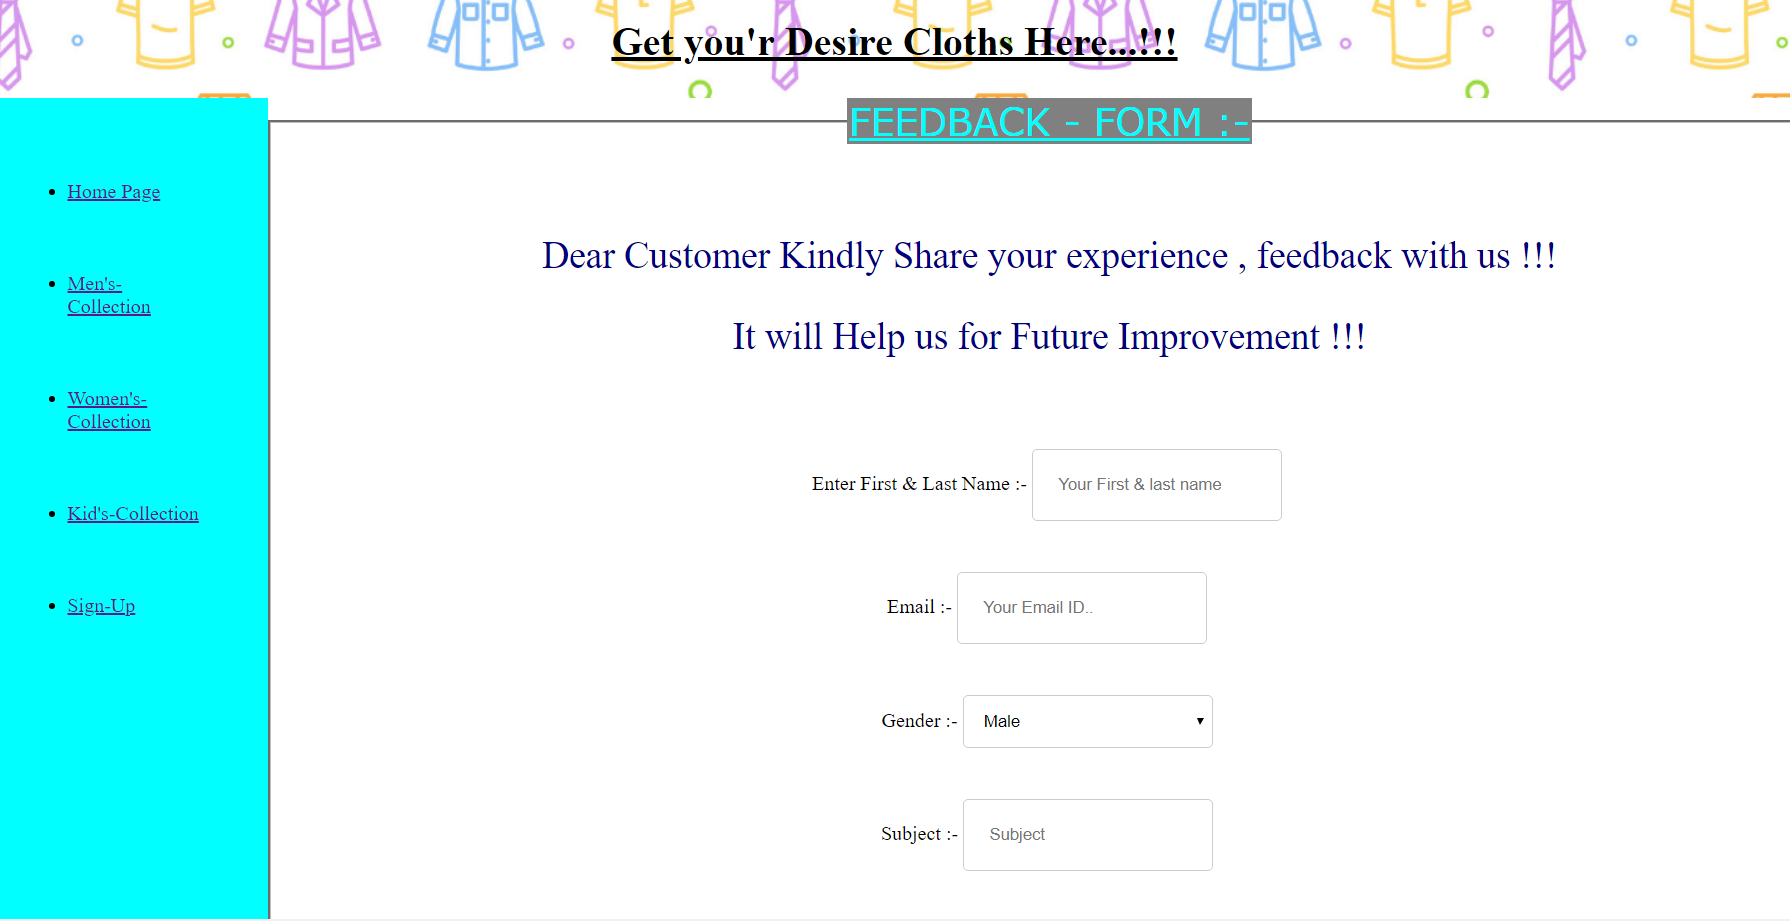 Get you'r Desire Cloths Here...!!!
FEEDBACK - FORM :-
Home Page
Men's-
Collection
Women's-
Collection
Kid's-Collection
Sign-Up
Dear Customer Kindly Share your experience , feedback with us !!!
It will Help us for Future Improvement !!!
Enter First & Last Name :- Your First & last name
Email :- Your Email ID..
Gender :- Male
Subject :- Subject